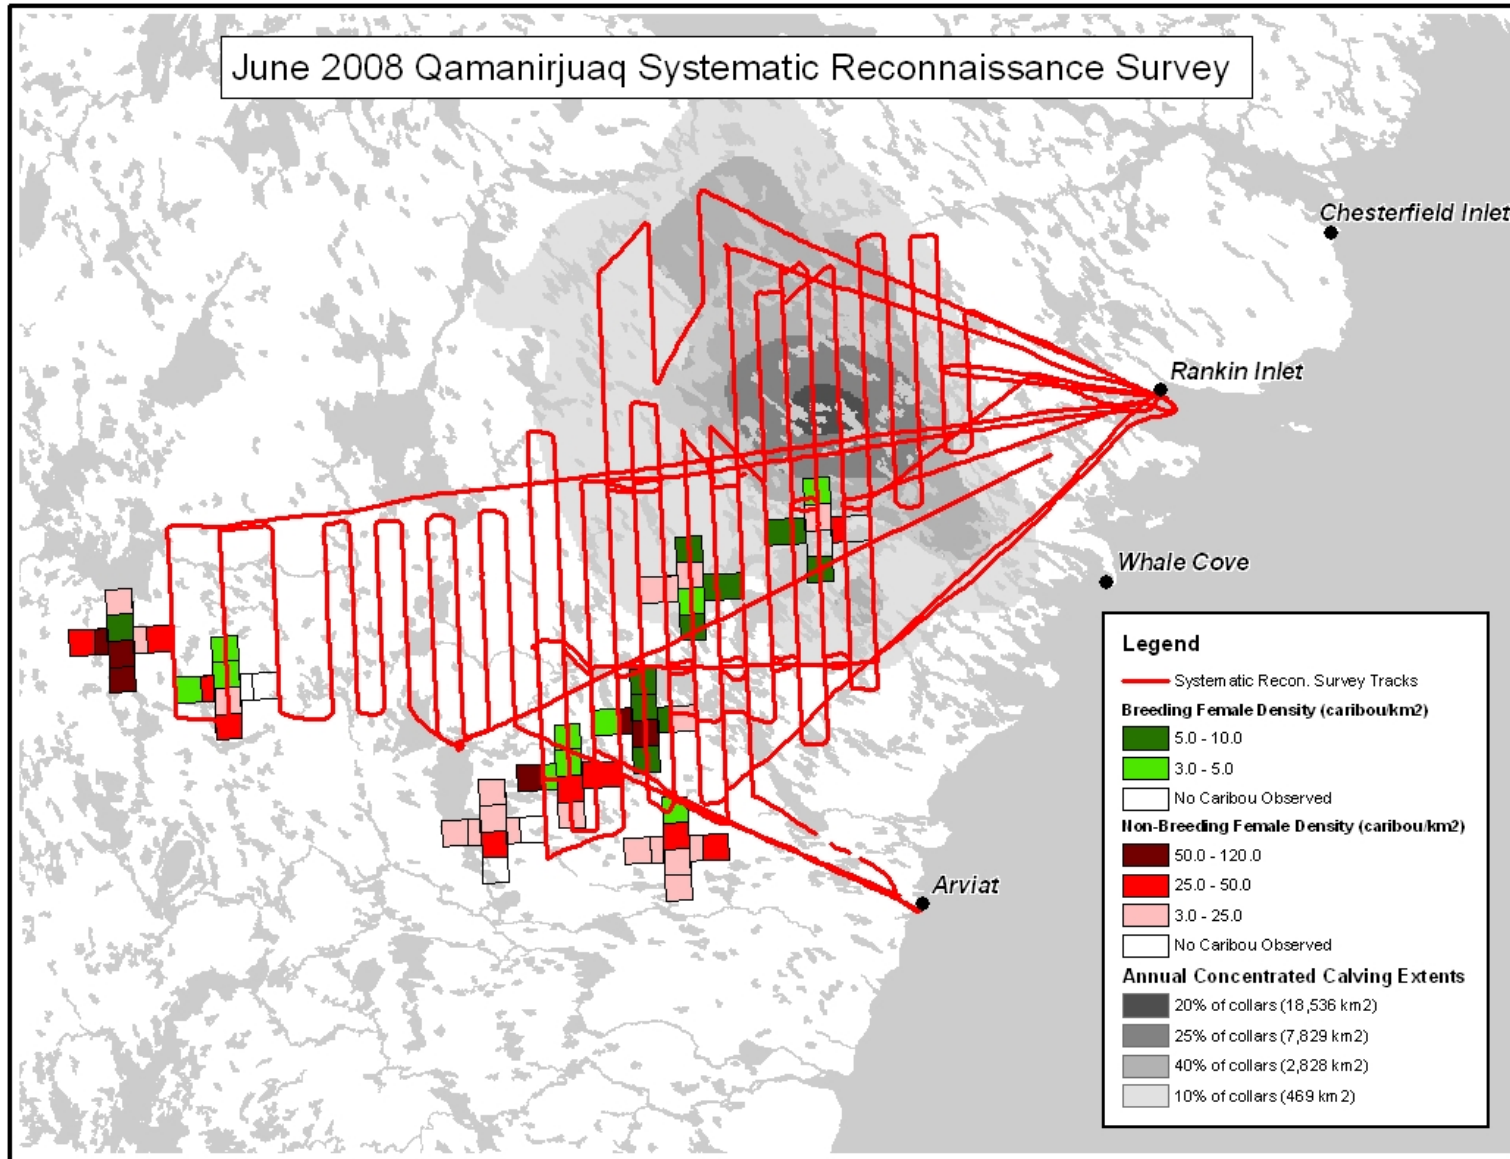 June 2008 Qamanirjuaq Systematic Reconnaissance Survey
Chesterfield Inlet
Rankin Inlet
Whale Cove
Arviat
Legend
Systematic Recon. Survey Tracks
Breeding Female Density (caribou/km2)
5.0 - 10.0
3.0 - 5.0
No Caribou Observed
Non-Breeding Female Density (caribou/km2)
50.0 - 120.0
25.0 - 50.0
3.0 - 25.0
No Caribou Observed
Annual Concentrated Calving Extents
20% of collars (18,536 km2)
25% of collars (7,829 km2)
40% of collars (2,828 km2)
10% of collars (469 km2)